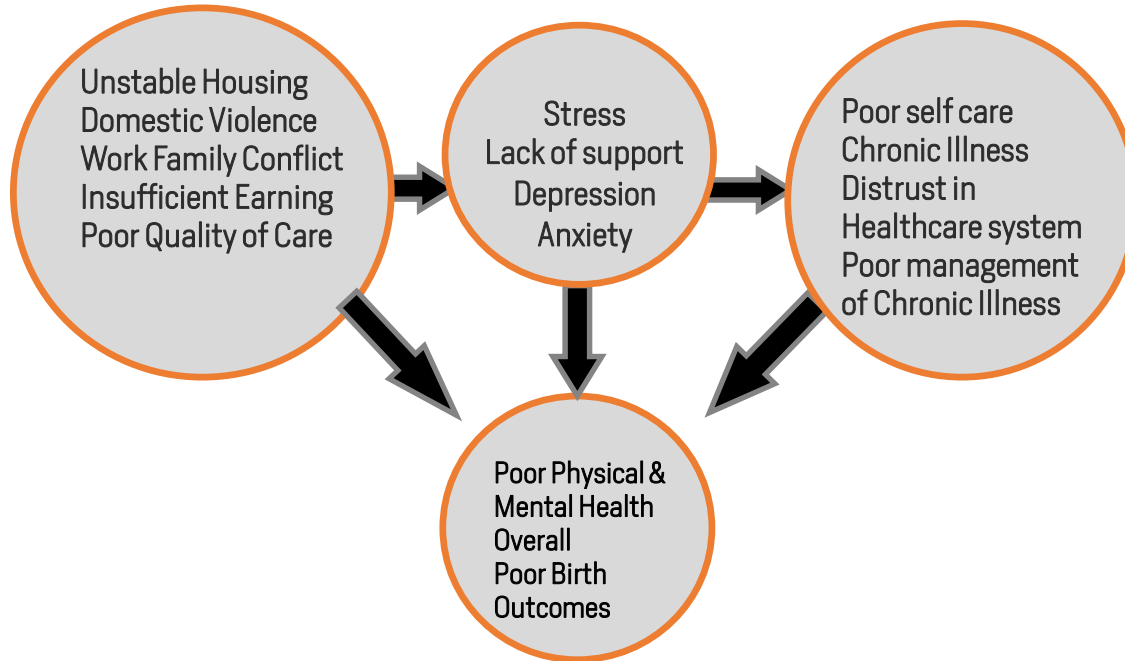 Unstable Housing
Domestic Violence
Work Family Conflict
Insufficient Earning
Poor Quality of Care
Stress
Lack of support
Depression
Anxiety
Poor self care
Chronic Illness
Distrust in
Healthcare system
Poor management
of Chronic Illness
Poor Physical &
Mental Health
Overall
Poor Birth
Outcomes